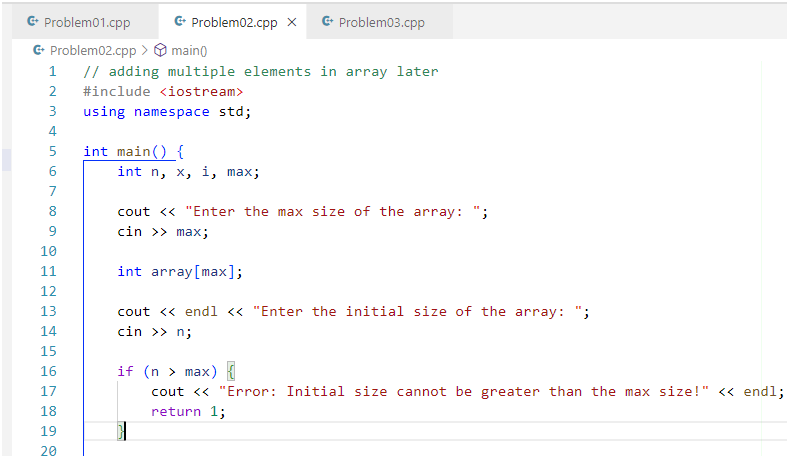 Problem01.cpp Problem02.cpp Problem03.cpp
Problem02.cpp > main()
1 // adding multiple elements in array later
2 #include <iostream>
3 using namespace std;
4
5 int main() {
6 int n, x, i, max;
7
8 cout << "Enter the max size of the array: ";
9 cin >> max;
10
11 int array[max];
12
13 cout << endl << "Enter the initial size of the array: ";
14 cin >> n;
15
16 if (n > max) {
17 cout << "Error: Initial size cannot be greater than the max size!" << endl;
18 return 1;
19 }
20